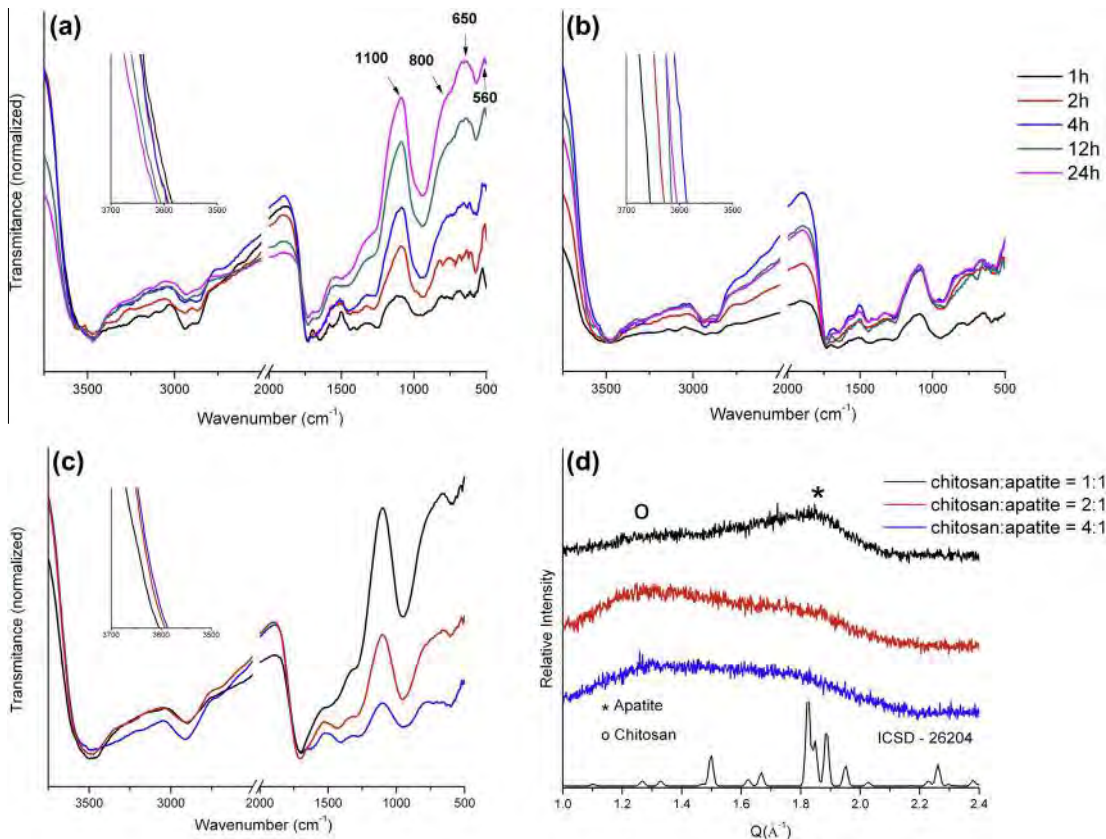 (a)
650
1100
800
560
3700
3600
3500
Transmitance (normalized)
3500
3000
2000
1500
1000
500
Wavenumber (cm⁻¹)
(b)
3700
3600
3500
Transmitance (normalized)
3500
3000
2000
1500
1000
500
Wavenumber (cm⁻¹)
1h
2h
4h
12h
24h
(c)
3700
3600
3500
Transmitance (normalized)
3500
3000
2000
1500
1000
500
Wavenumber (cm⁻¹)
(d)
chitosan:apatite = 1:1
chitosan:apatite = 2:1
chitosan:apatite = 4:1
*
o
Relative Intensity
* Apatite
o Chitosan
ICSD - 26204
1.0
1.2
1.4
1.6
1.8
2.0
2.2
2.4
Q(Å⁻¹)